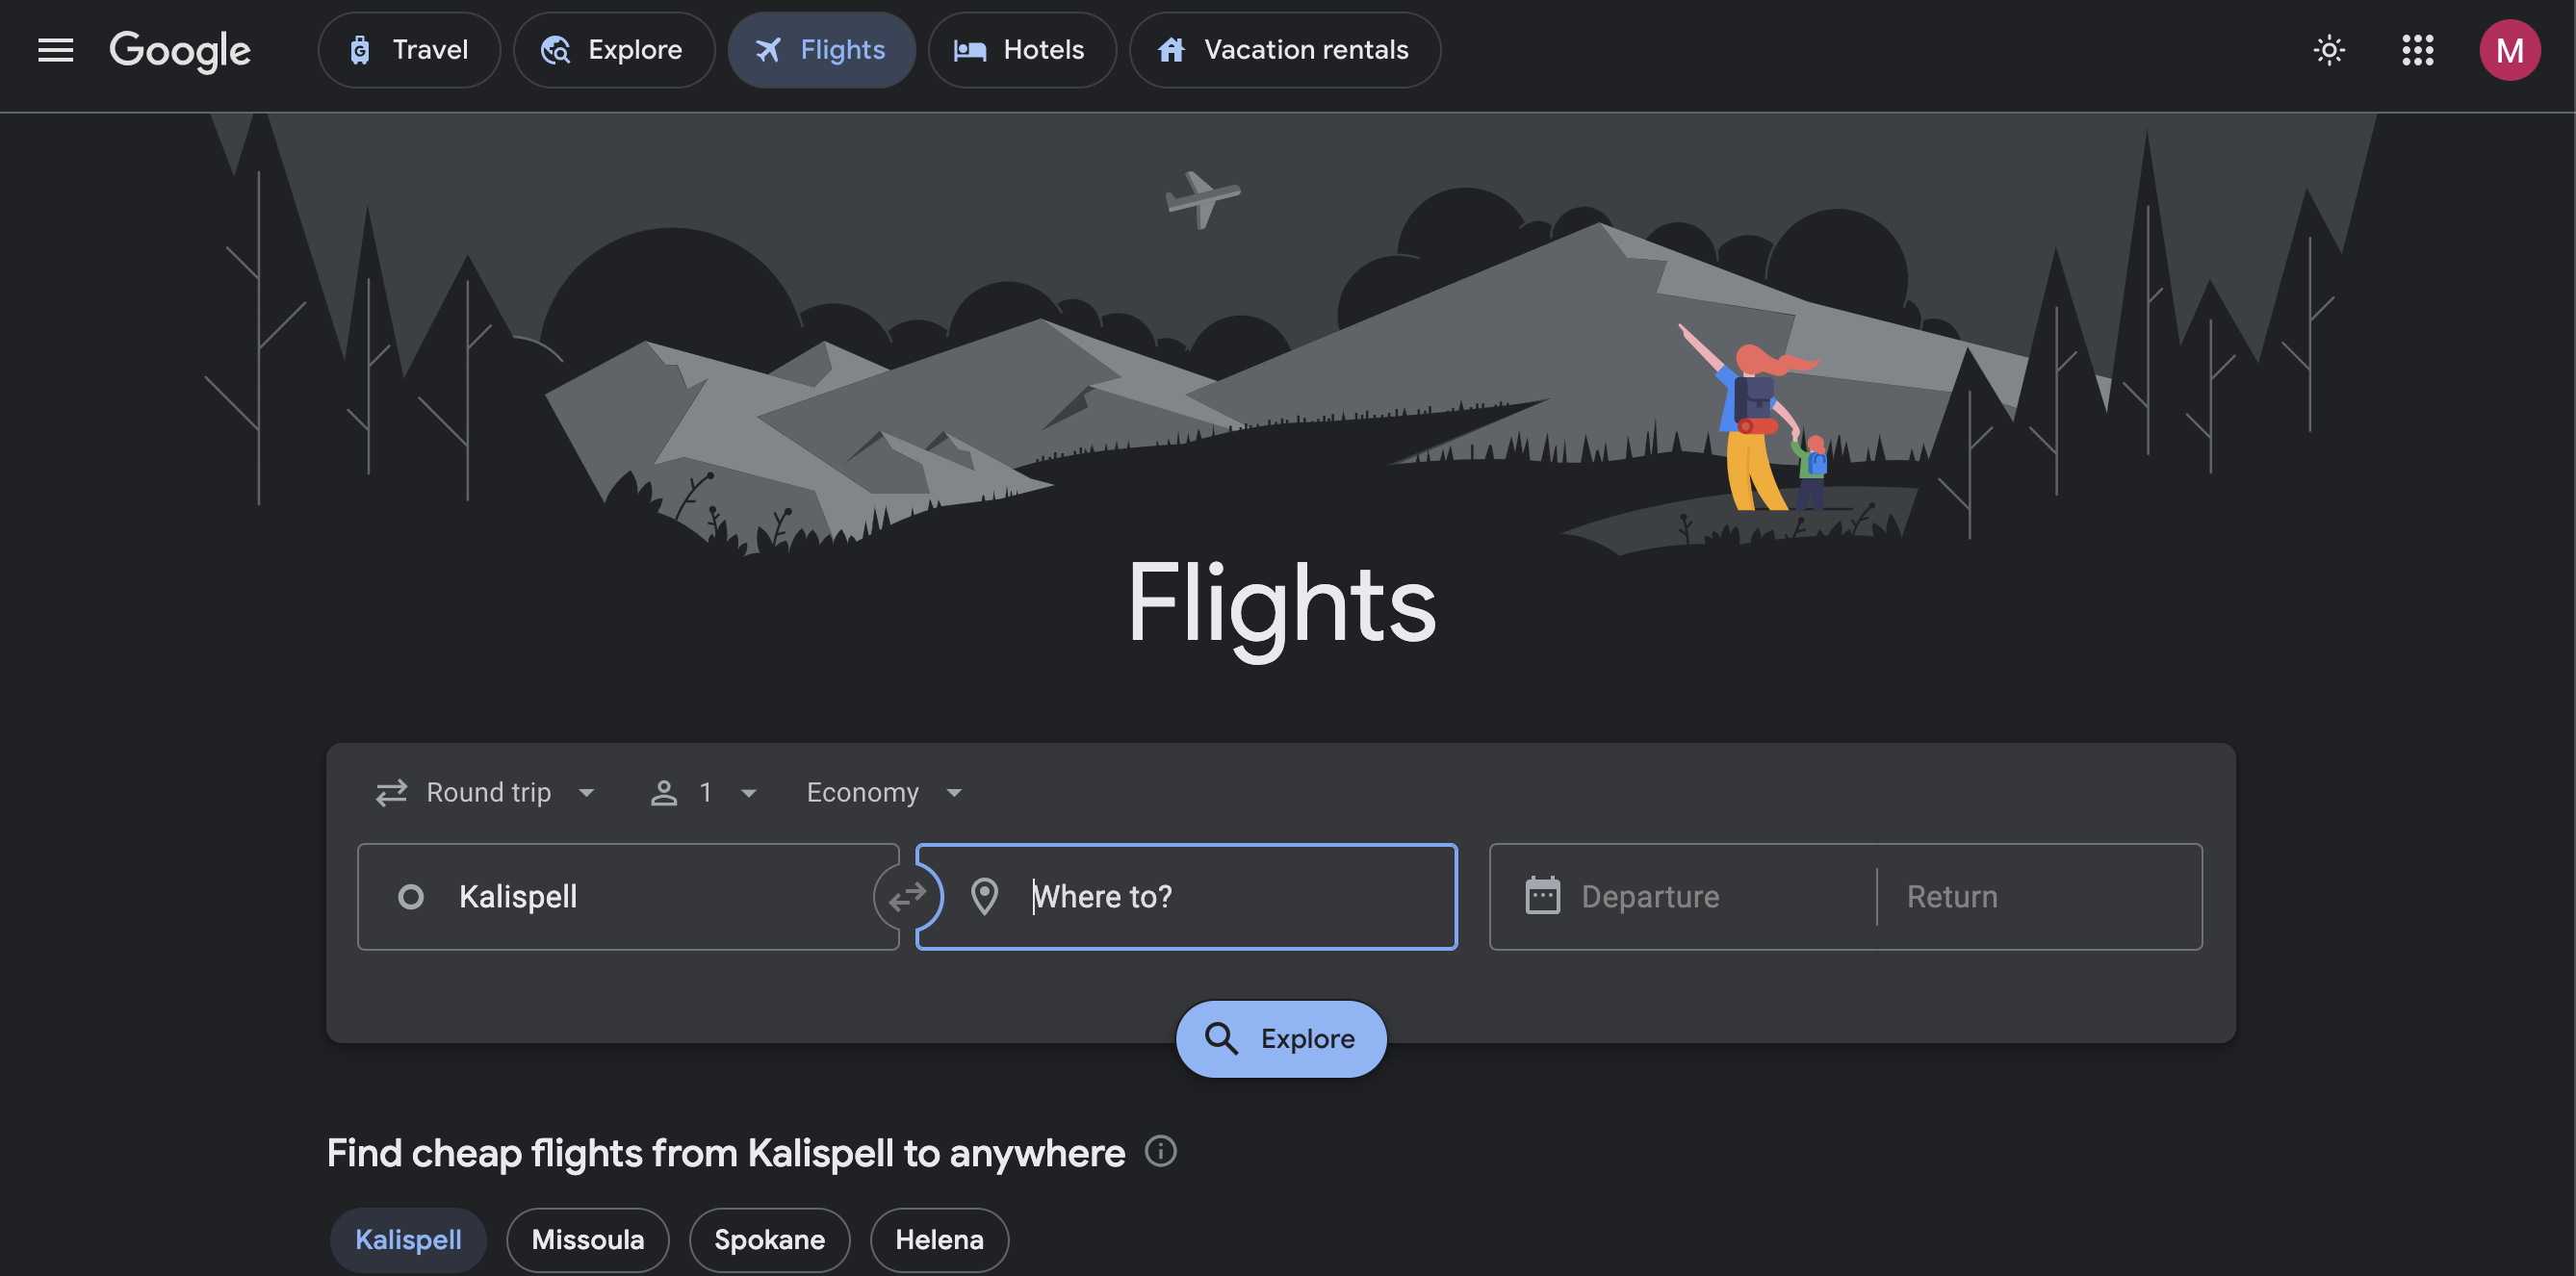 Google
Travel
Explore
Flights
Hotels
Vacation rentals
M
Flights
Round trip
1
Economy
Kalispell
Where to?
Departure
Return
Explore
Find cheap flights from Kalispell to anywhere
Kalispell
Missoula
Spokane
Helena